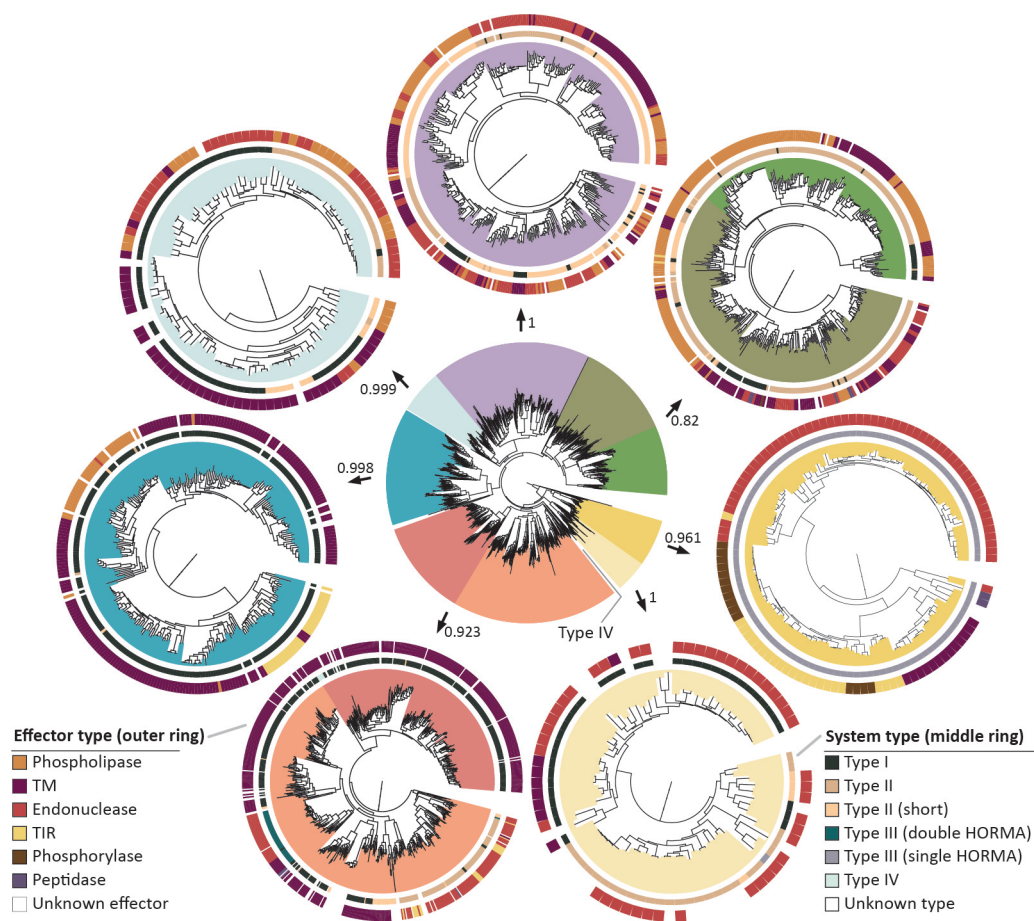 1
0.999
0.82
0.998
0.961
1
0.923
Type IV
Effector type (outer ring)
Phospholipase
TM
Endonuclease
TIR
Phosphorylase
Peptidase
Unknown effector
System type (middle ring)
Type I
Type II
Type II (short)
Type III (double HORMA)
Type III (single HORMA)
Type IV
Unknown type